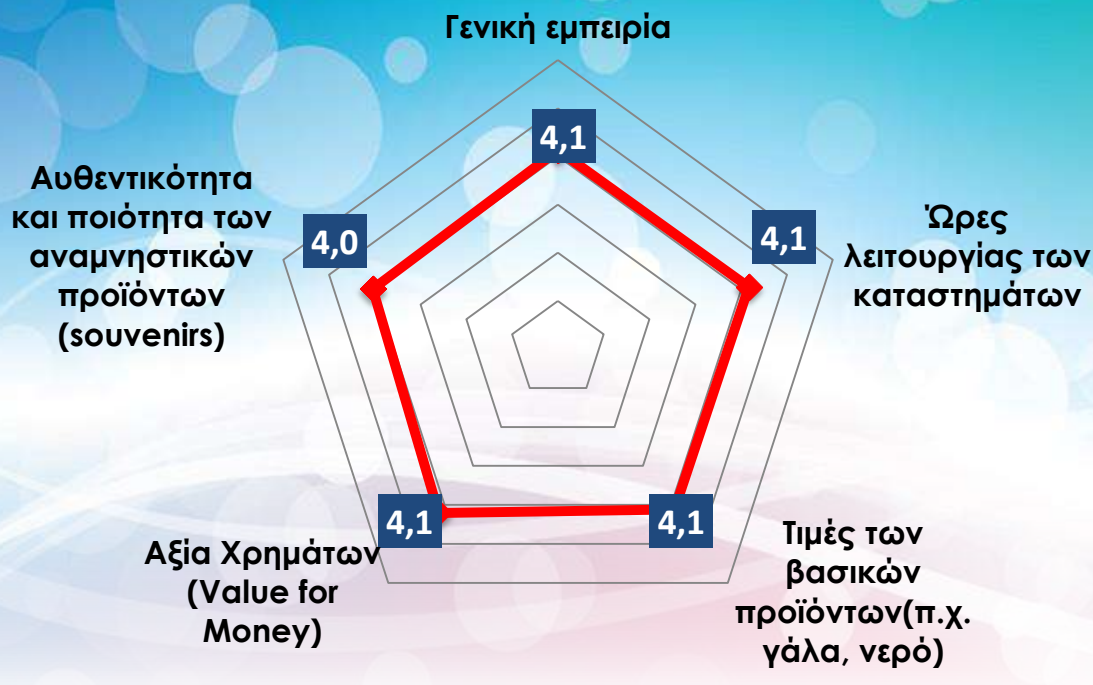 Γενική εμπειρία
4,1
Αυθεντικότητα
και ποιότητα των
αναμνηστικών
προϊόντων
(souvenirs)
4,0
4,1
Ώρες
λειτουργίας των
καταστημάτων
4,1
Αξία Χρημάτων
(Value for
Money)
4,1
Τιμές των
βασικών
προϊόντων(π.χ.
γάλα, νερό)